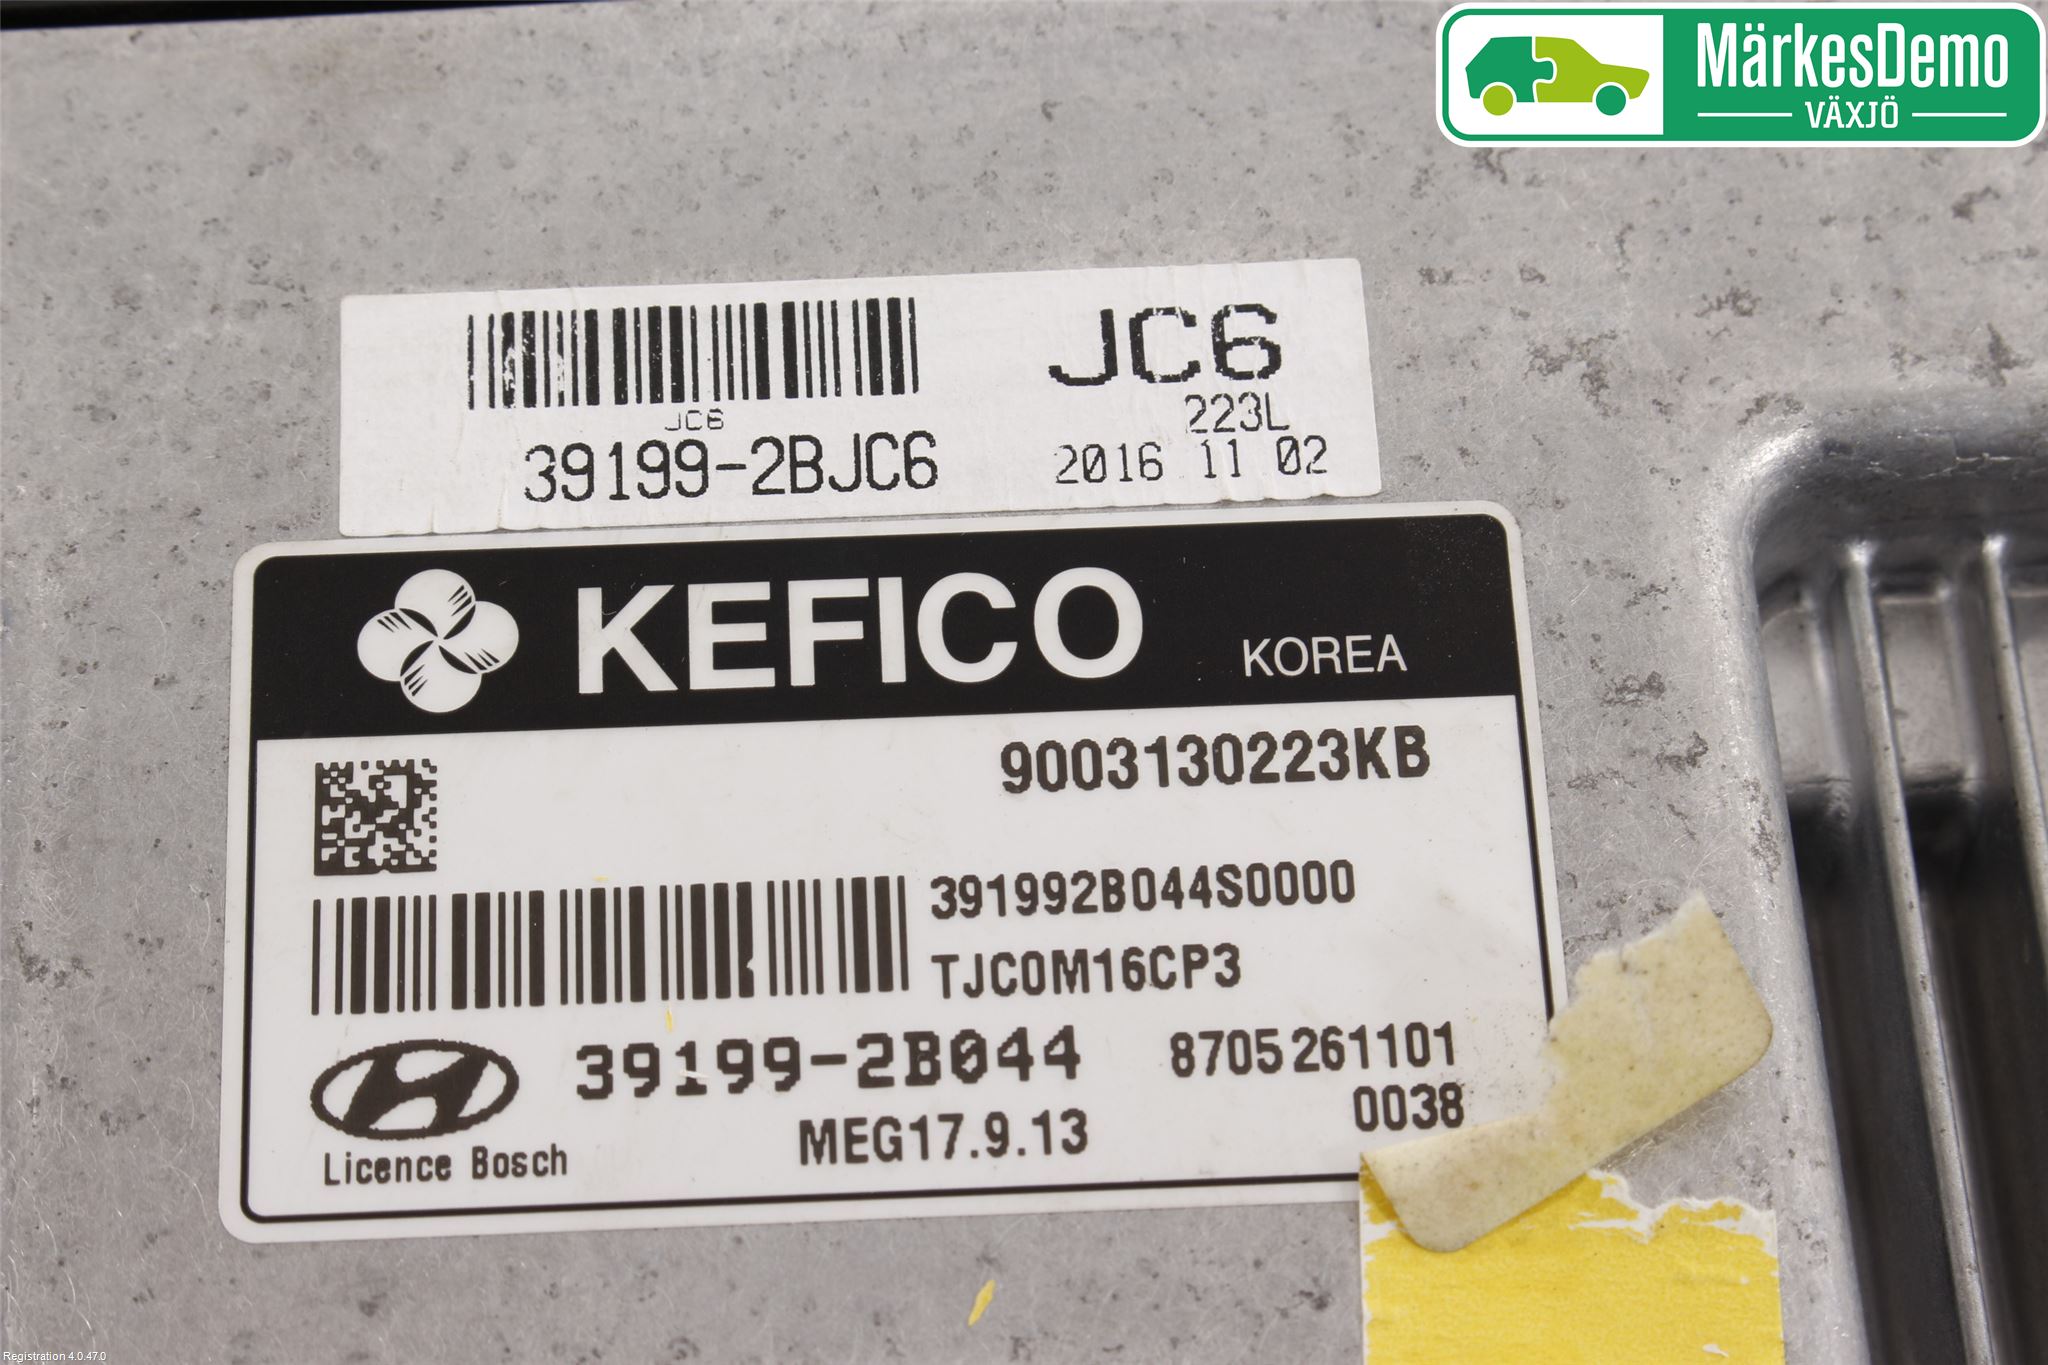 MärkesDemo
VÄXJÖ
JC6
JC6
223L
39199-2BJC6
2016 11 02
KEFICO KOREA
9003130223KB
391992B044S0000
TJC0M16CP3
39199-2B044
8705261101
0038
Licence Bosch
MEG17.9.13
Registration 4.0.47.0